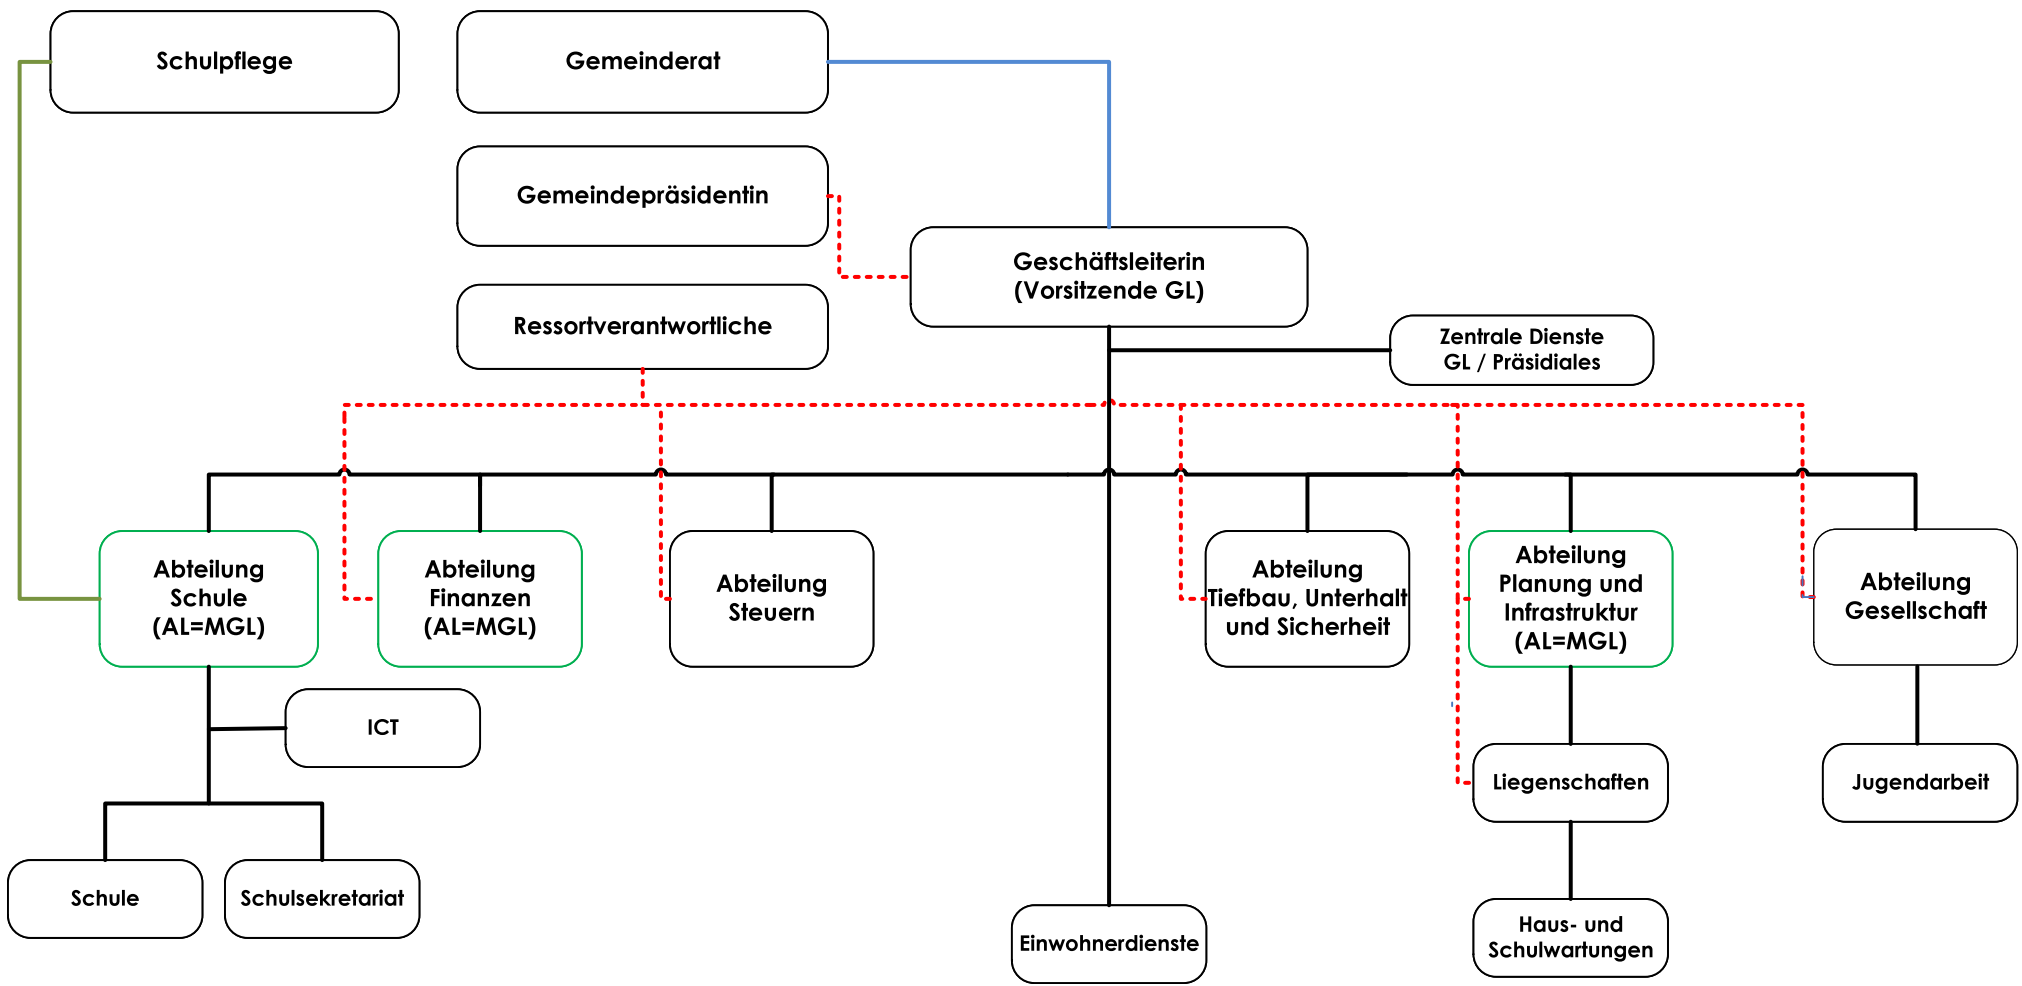 Schulpflege
Gemeinderat
Gemeindepräsidentin
Geschäftsleiterin
(Vorsitzende GL)
Ressortverantwortliche
Zentrale Dienste
GL / Präsidiales
Abteilung
Schule
(AL=MGL)
Abteilung
Finanzen
(AL=MGL)
Abteilung
Steuern
Abteilung
Tiefbau, Unterhalt
und Sicherheit
Abteilung
Planung und
Infrastruktur
(AL=MGL)
Abteilung
Gesellschaft
ICT
Liegenschaften
Jugendarbeit
Schule
Schulsekretariat
Einwohnerdienste
Haus- und
Schulwartungen